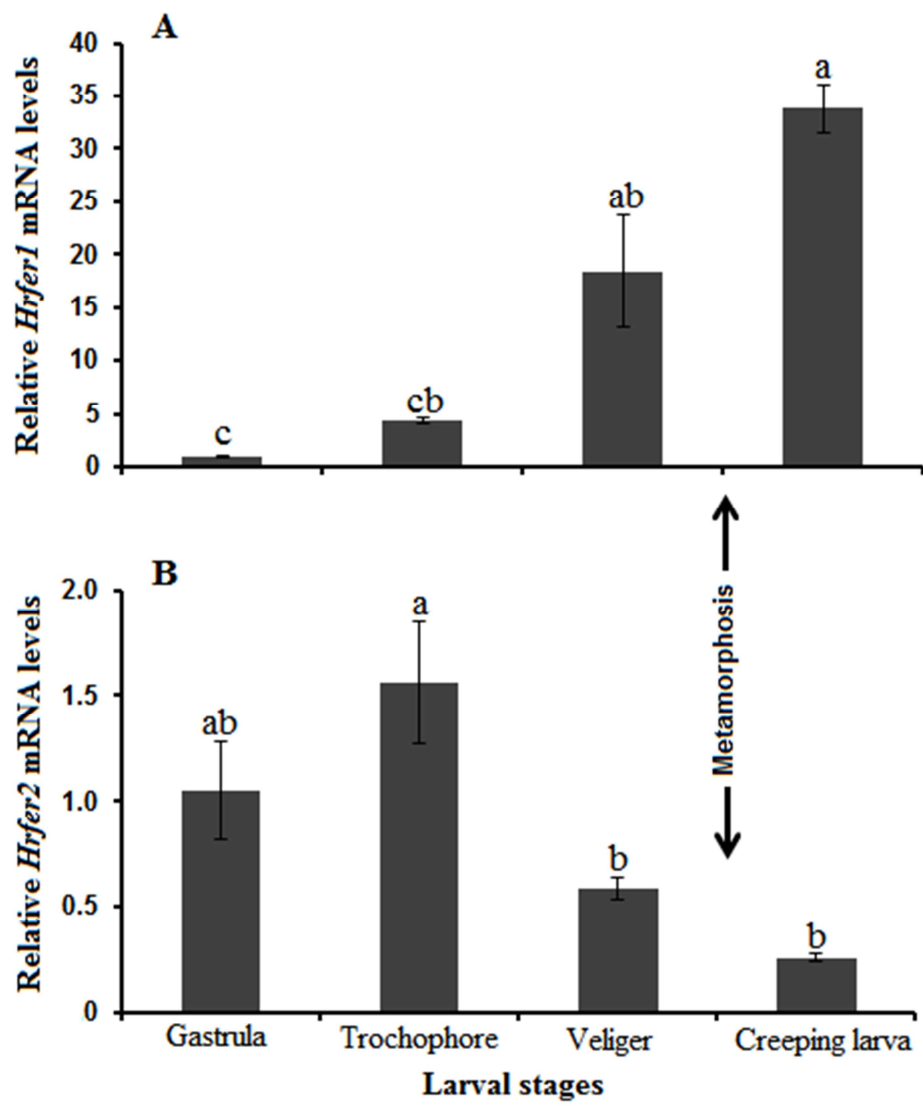 A
Relative Hrfer1 mRNA levels
40
35
30
25
20
15
10
5
0
c
cb
ab
a
Metamorphosis
B
Relative Hrfer2 mRNA levels
2.0
1.5
1.0
0.5
0
ab
a
b
b
Gastrula Trochophore Veliger Creeping larva
Larval stages